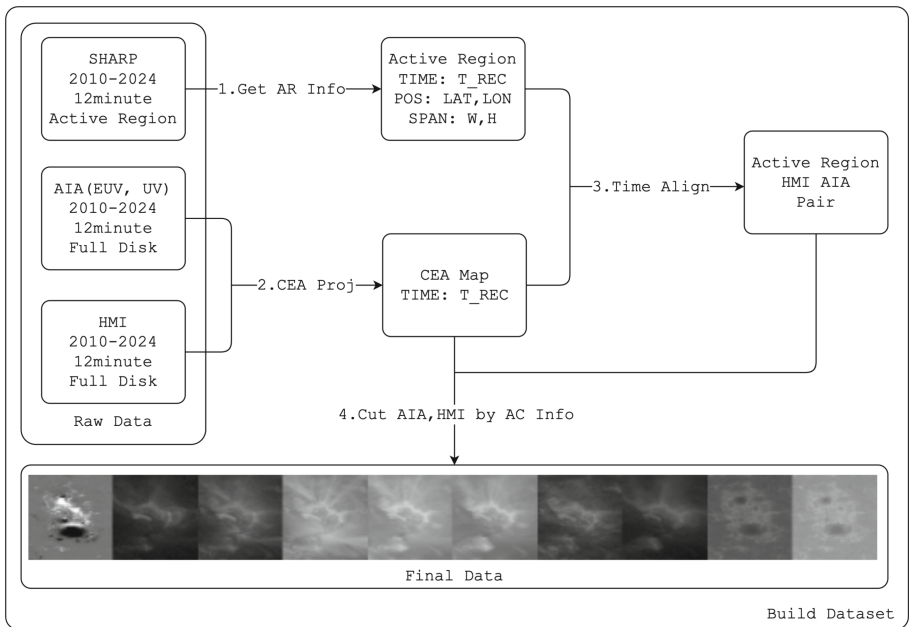 SHARP
2010-2024
12minute
Active Region
1.Get AR Info
Active Region
TIME: T_REC
POS: LAT,LON
SPAN: W,H
AIA(EUV, UV)
2010-2024
12minute
Full Disk
2.CEA Proj
CEA Map
TIME: T_REC
3.Time Align
Active Region
HMI AIA
Pair
HMI
2010-2024
12minute
Full Disk
Raw Data
4.Cut AIA,HMI by AC Info
Final Data
Build Dataset